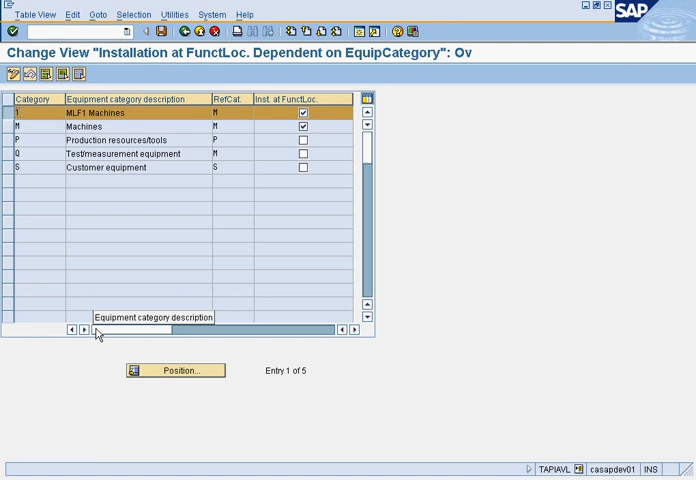 Table View Edit Goto Selection Utilities System Help
SAP
Change View "Installation at FunctLoc. Dependent on EquipCategory": Ov
Category Equipment category description RefCat. Inst. at FunctLoc.
1 MLF1 Machines M
M Machines M
P Production resources/tools P
Q Test/measurement equipment M
S Customer equipment S
Equipment category description
Position... Entry 1 of 5
TAPIAVL casapdev01 INS